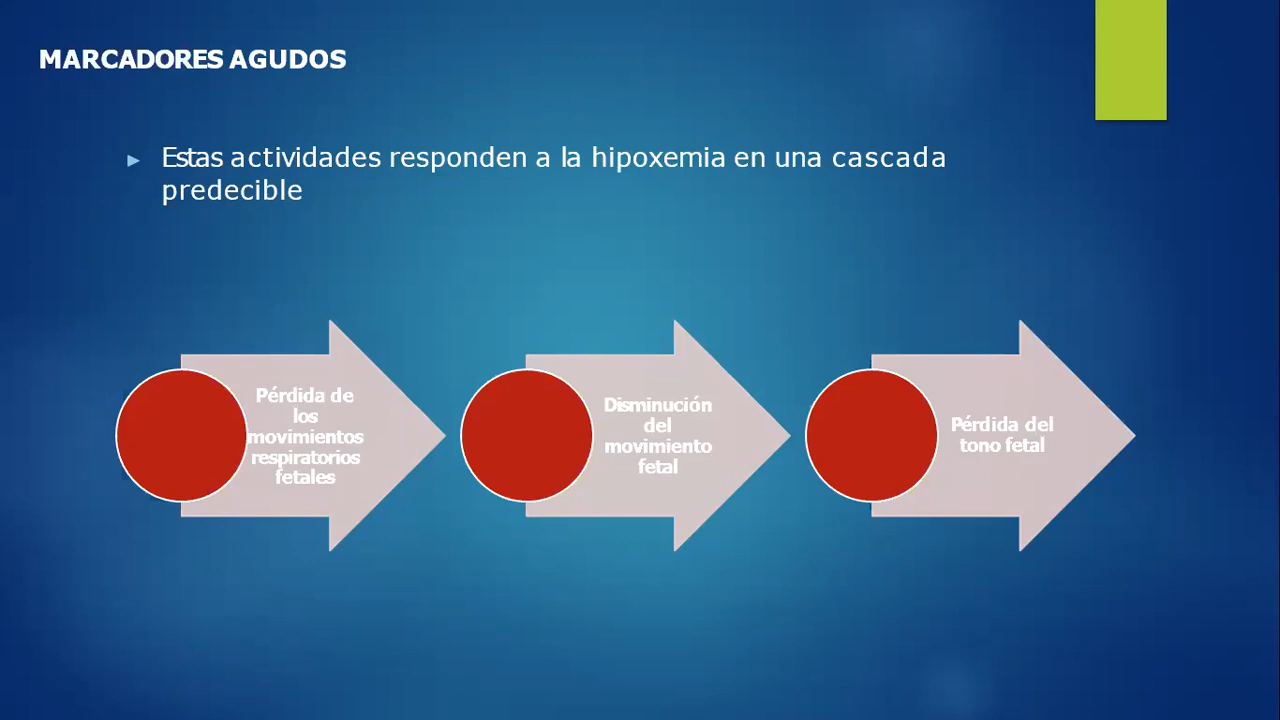 MARCADORES AGUDOS
Estas actividades responden a la hipoxemia en una cascada
predecible
Pérdida de
los
movimientos
respiratorios
fetales
Disminución
del
movimiento
fetal
Pérdida del
tono fetal